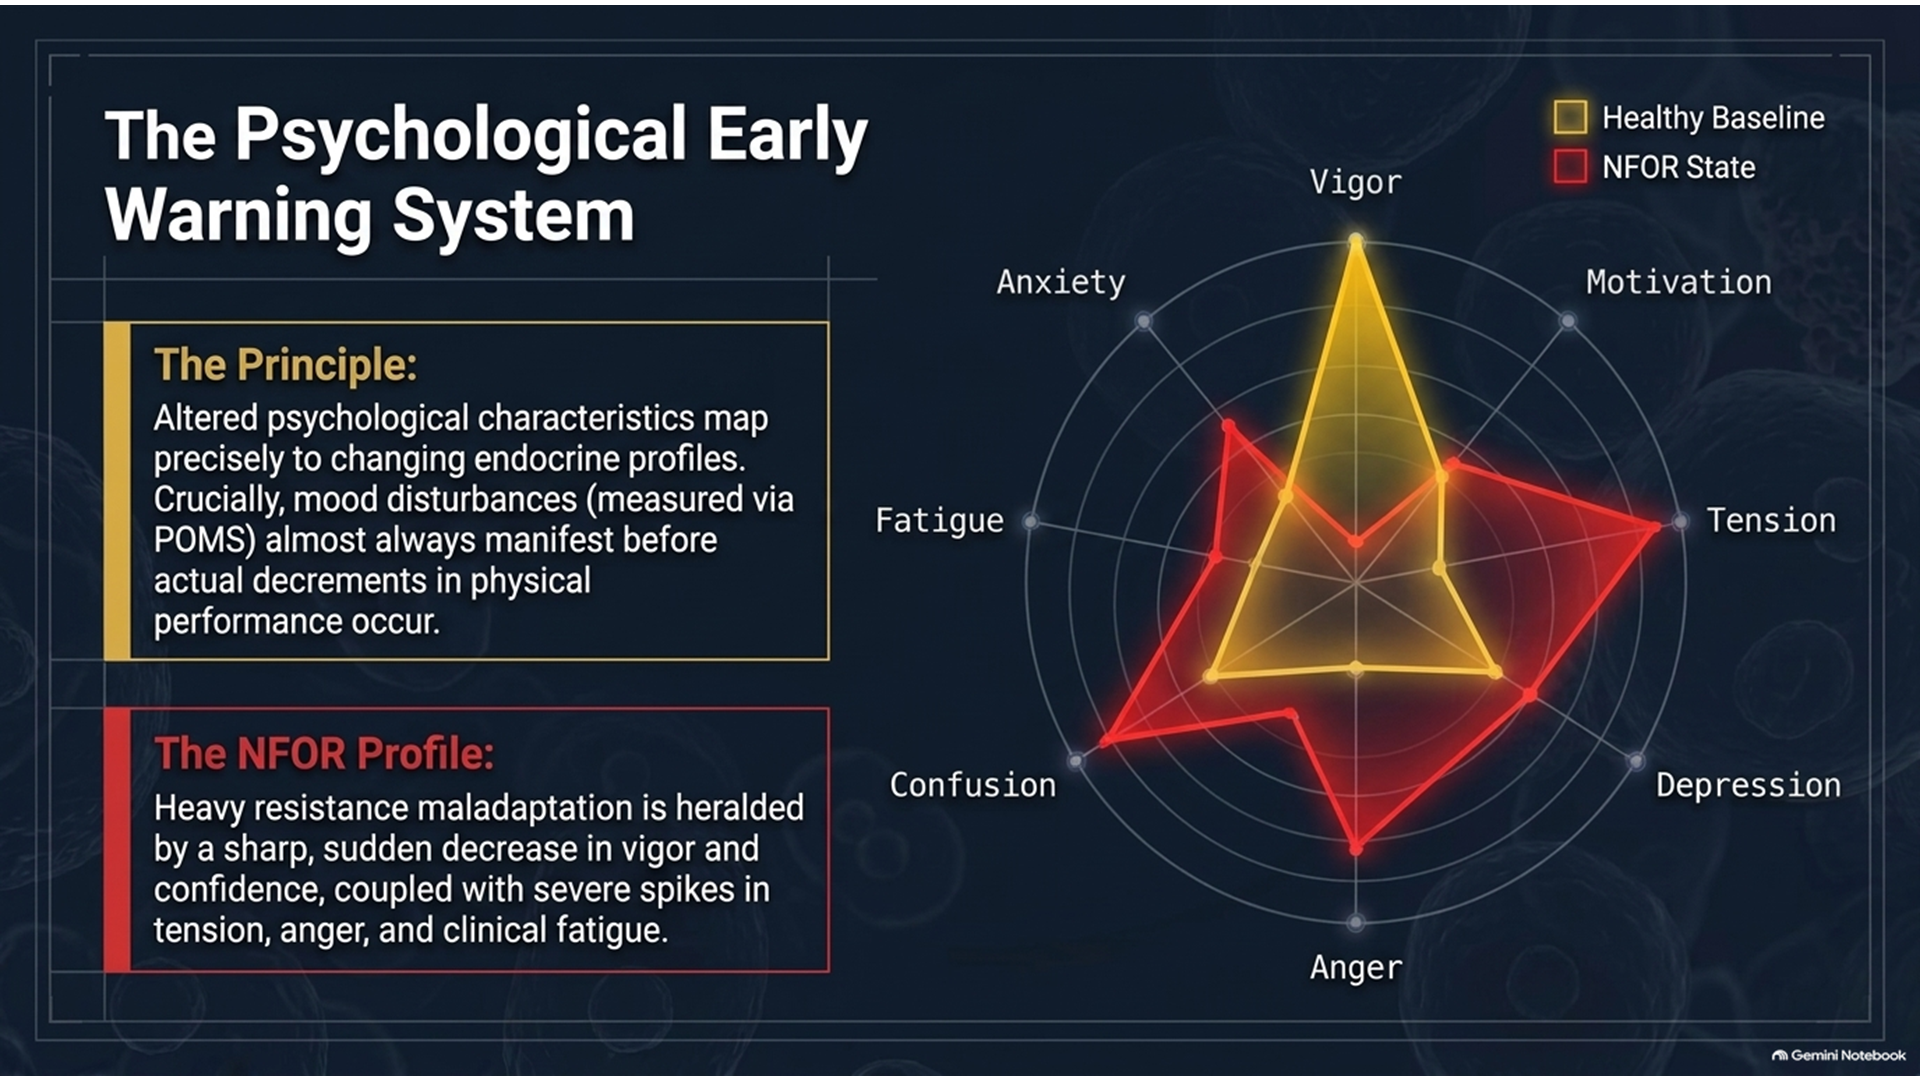 The Psychological Early
Warning System
The Principle:
Altered psychological characteristics map
precisely to changing endocrine profiles.
Crucially, mood disturbances (measured via
POMS) almost always manifest before
actual decrements in physical
performance occur.
The NFOR Profile:
Heavy resistance maladaptation is heralded
by a sharp, sudden decrease in vigor and
confidence, coupled with severe spikes in
tension, anger, and clinical fatigue.
Healthy Baseline
NFOR State
Vigor
Anxiety
Motivation
Fatigue
Tension
Confusion
Depression
Anger
Gemini Notebook